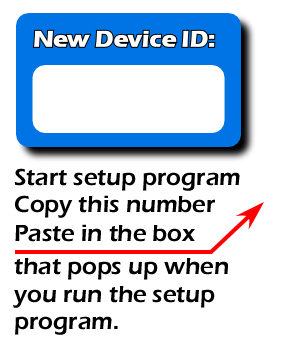 New Device ID:
Start setup program
Copy this number
Paste in the box
that pops up when
you run the setup
program.